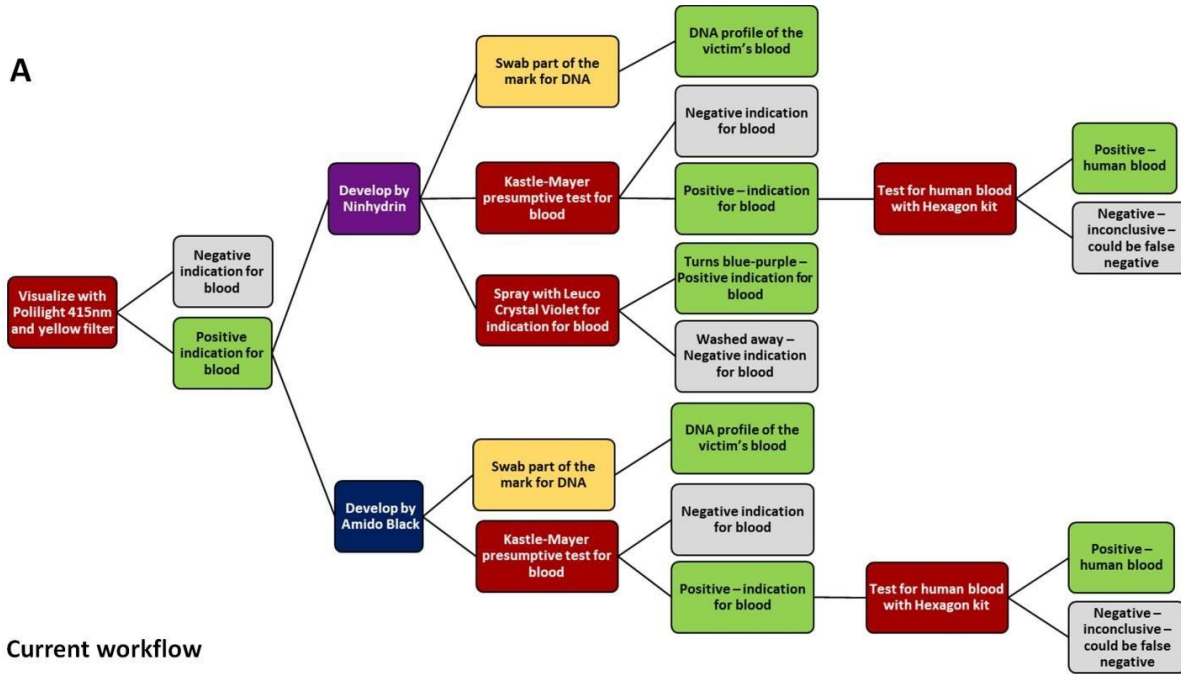 A
Visualize with
Polilight 415nm
and yellow filter
Negative
indication for
blood
Positive
indication for
blood
Develop by
Ninhydrin
Swab part of the
mark for DNA
DNA profile of the
victim's blood
Kastle-Mayer
presumptive test for
blood
Negative indication
for blood
Positive – indication
for blood
Test for human blood
with Hexagon kit
Positive –
human blood
Negative –
inconclusive –
could be false
negative
Spray with Leuco
Crystal Violet for
indication for blood
Turns blue-purple –
Positive indication for
blood
Washed away –
Negative indication
for blood
Develop by
Amido Black
Swab part of the
mark for DNA
DNA profile of the
victim's blood
Kastle-Mayer
presumptive test for
blood
Negative indication
for blood
Positive – indication
for blood
Test for human blood
with Hexagon kit
Positive –
human blood
Negative –
inconclusive –
could be false
negative
Current workflow